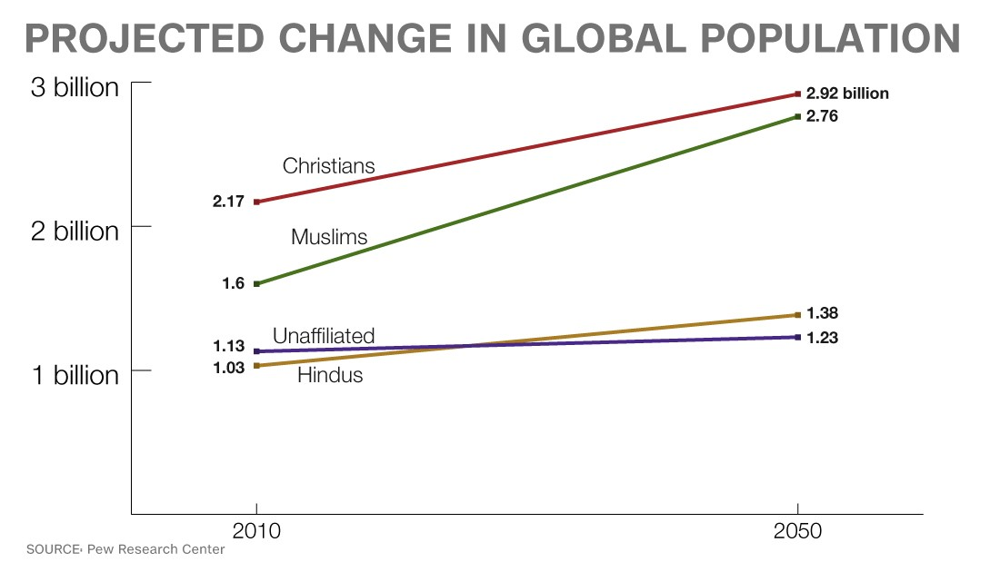 PROJECTED CHANGE IN GLOBAL POPULATION
3 billion
2.92 billion
2.76
Christians
2.17
2 billion
Muslims
1.6
1.38
Unaffiliated
1.13
1.23
1.03
Hindus
1 billion
2010
2050
SOURCE: Pew Research Center